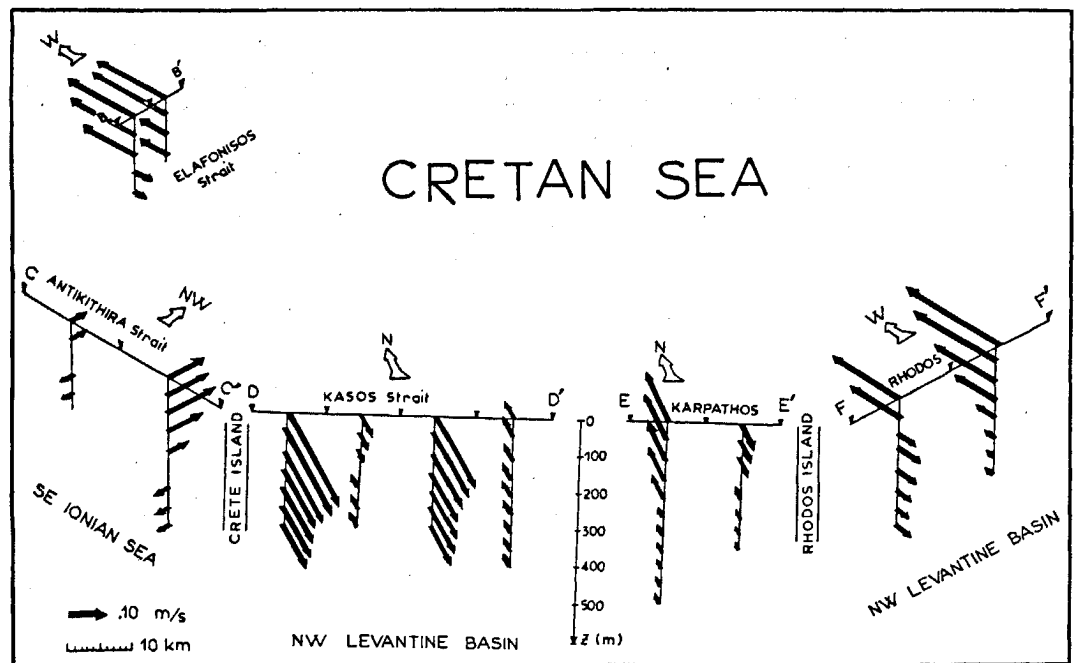 CRETAN SEA
W
B'
B
ELAFONISOS
Strait
C
ANTIKITHIRA Strait
NW
C'
SE IONIAN SEA
CRETE ISLAND
D
KASOS Strait
N
D'
0
100
200
300
400
500
Z (m)
N
E
KARPATHOS
E'
RHODOS ISLAND
W
F
RHODOS
F'
NW LEVANTINE BASIN
NW LEVANTINE BASIN
.10 m/s
10 km